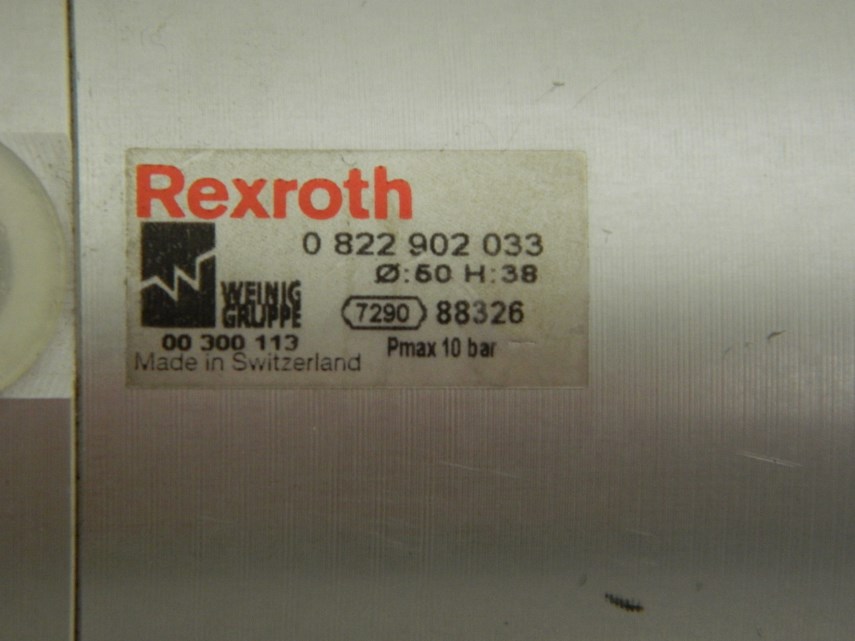 Rexroth
0 822 902 033
Ø:50 H:38
WEINIG
GRUPPE
7290 88326
00 300 113
Pmax 10 bar
Made in Switzerland